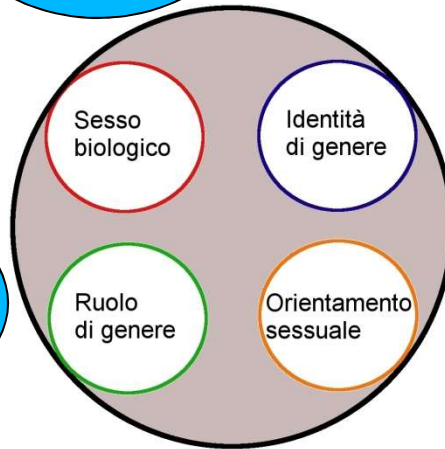 Sesso
biologico
Identità
di genere
Ruolo
di genere
Orientamento
sessuale